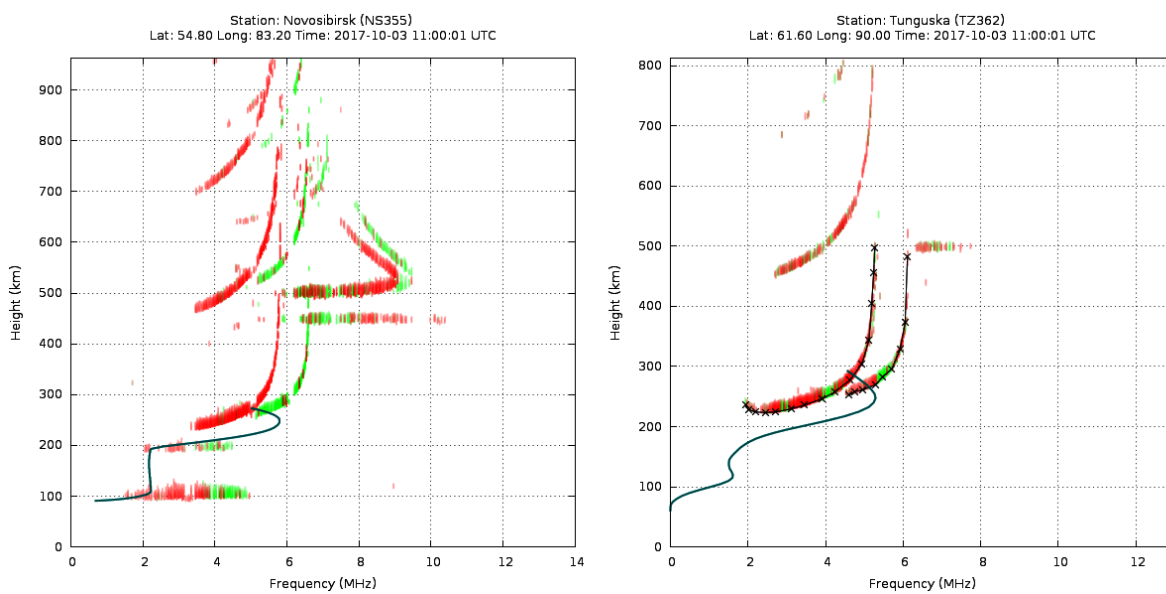 Station: Novosibirsk (NS355)
Lat: 54.80 Long: 83.20 Time: 2017-10-03 11:00:01 UTC
Height (km)
900
800
700
600
500
400
300
200
100
0
0 2 4 6 8 10 12 14
Frequency (MHz)
Station: Tunguska (TZ362)
Lat: 61.60 Long: 90.00 Time: 2017-10-03 11:00:01 UTC
Height (km)
800
700
600
500
400
300
200
100
0
0 2 4 6 8 10 12
Frequency (MHz)